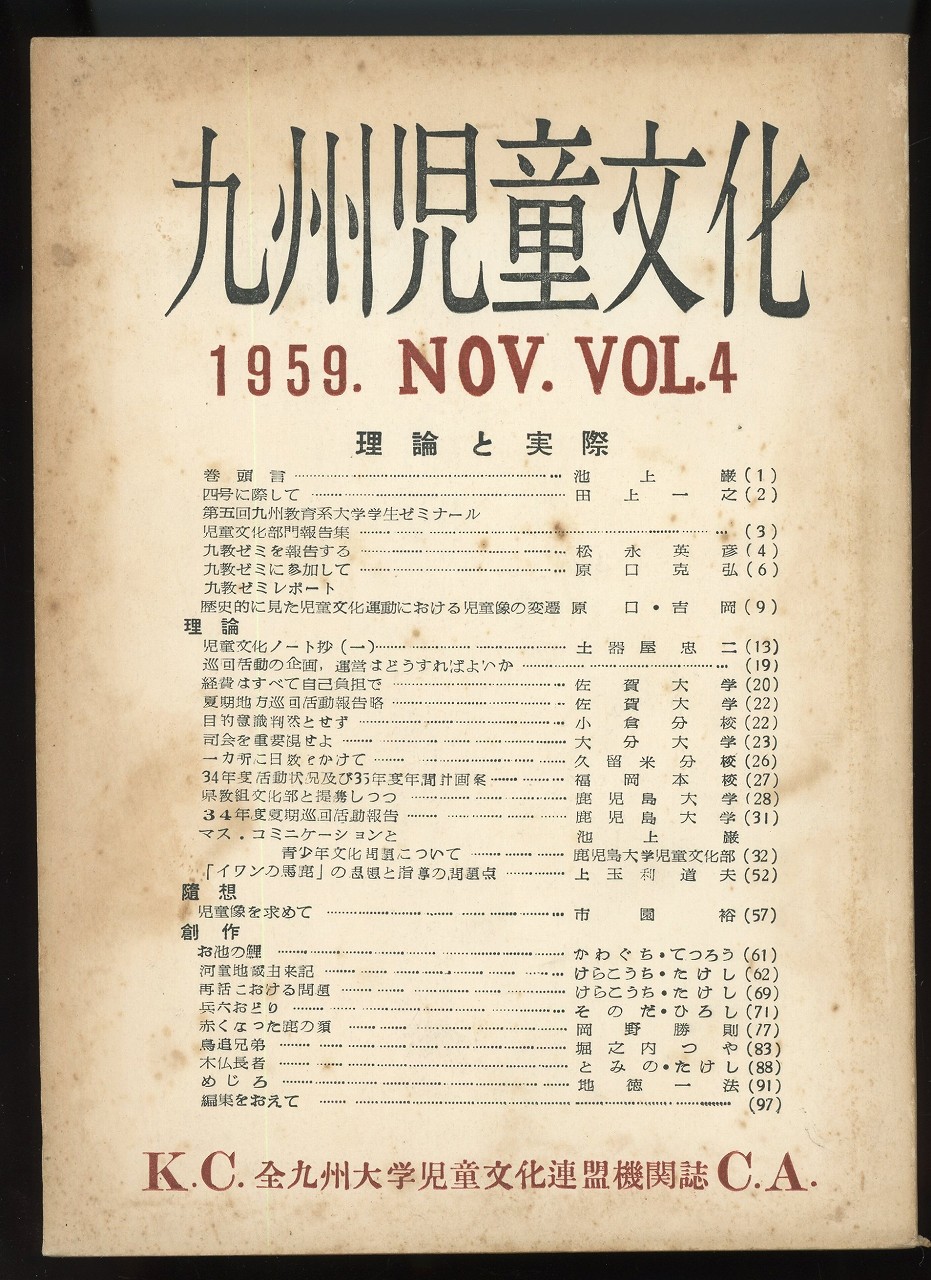 九州児童文化
1959. NOV. VOL.4
理論と実際
巻頭言 池上巌 (1)
四号に際して 田上一之 (2)
第五回九州教育系大学学生ゼミナール
児童文化部門報告集 (3)
九教ゼミを報告する 松永英彦 (4)
九教ゼミに参加して 原口克弘 (6)
九教ゼミレポート
歴史的に見た児童文化運動における児童像の変遷 原口・吉岡 (9)
理論
児童文化ノート抄(一) 土器屋忠二 (13)
巡回活動の企画，運営はどうすればよいか (19)
経費はすべて自己負担で 佐賀大学 (20)
夏期地方巡回活動報告略 佐賀大学 (22)
目的意識判然とせず 小倉分校 (22)
司会を重要視せよ 大分大学 (23)
一カ所に日数をかけて 久留米分校 (26)
34年度活動状況及び35年度年間計画案 福岡本校 (27)
県教組文化部と提携しつつ 鹿児島大学 (28)
34年度夏期巡回活動報告 鹿児島大学 (31)
マス・コミニケーションと 池上巌
青少年文化問題について 鹿児島大学児童文化部 (32)
「イワンの馬鹿」の思想と指導の問題点 上玉利道夫 (52)
随想
児童像を求めて 市園裕 (57)
創作
お池の鯉 かわぐち・てつろう (61)
河童地蔵由来記 けらこうち・たけし (62)
再話における問題 けらこうち・たけし (69)
兵六おどり そのだ・ひろし (71)
赤くなった鹿の頬 岡野勝則 (77)
鳥追兄弟 堀之内つや (83)
木仏長者 とみの・たけし (88)
めじろ 地徳一法 (91)
編集をおえて (97)
K.C. 全九州大学児童文化連盟機関誌 C.A.